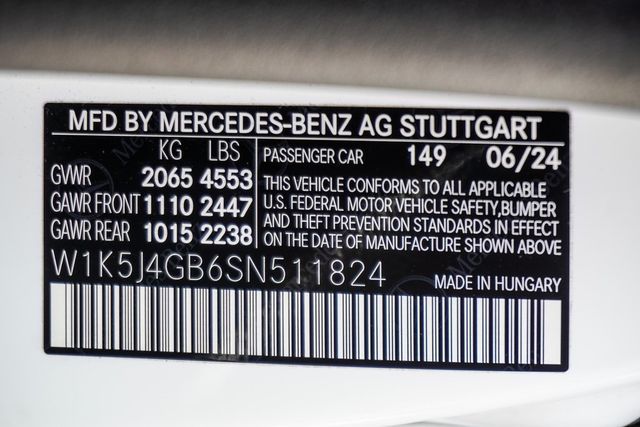 MFD BY MERCEDES-BENZ AG STUTTGART
KG LBS
GVWR 2065 4553
GAWR FRONT 1110 2447
GAWR REAR 1015 2238
PASSENGER CAR 149 06/24
THIS VEHICLE CONFORMS TO ALL APPLICABLE
U.S. FEDERAL MOTOR VEHICLE SAFETY,BUMPER
AND THEFT PREVENTION STANDARDS IN EFFECT
ON THE DATE OF MANUFACTURE SHOWN ABOVE
W1K5J4GB6SN511824
MADE IN HUNGARY